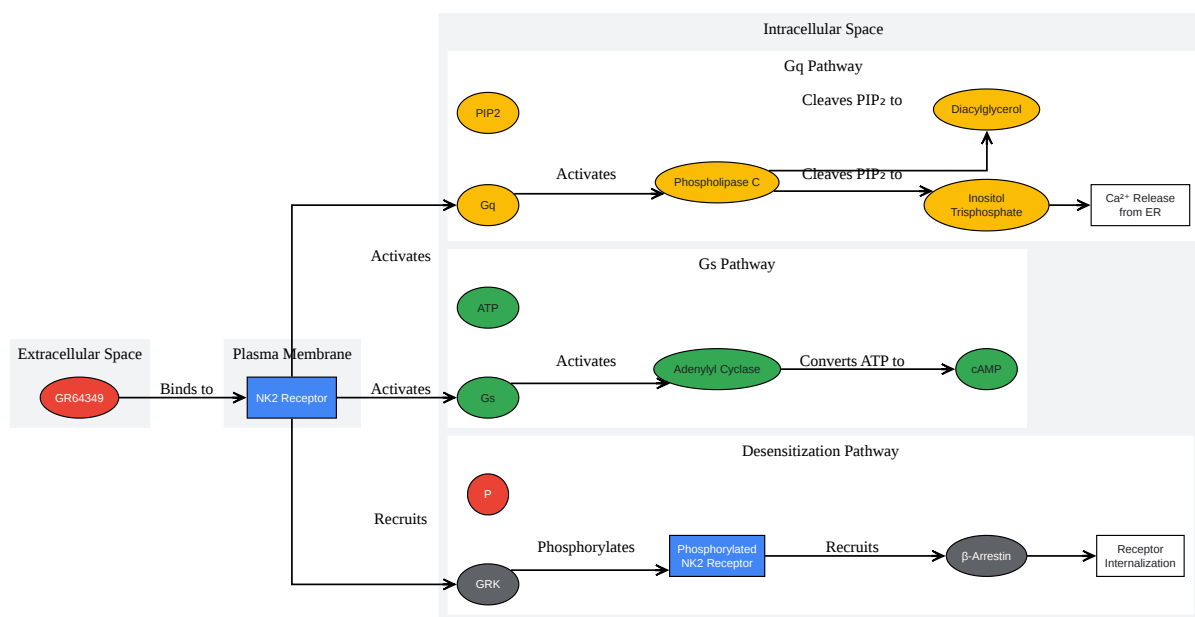 Intracellular Space
Gq Pathway
PIP2
Cleaves PIP₂ to
Diacylglycerol
Activates
Phospholipase C
Cleaves PIP₂ to
Gq
Inositol
Trisphosphate
Ca²⁺ Release
from ER
Activates
Gs Pathway
ATP
Extracellular Space
Plasma Membrane
Activates
Adenylyl Cyclase
Converts ATP to
cAMP
GR64349
Binds to
NK2 Receptor
Activates
Gs
Desensitization Pathway
P
Recruits
Phosphorylates
Phosphorylated
NK2 Receptor
Recruits
β-Arrestin
Receptor
Internalization
GRK